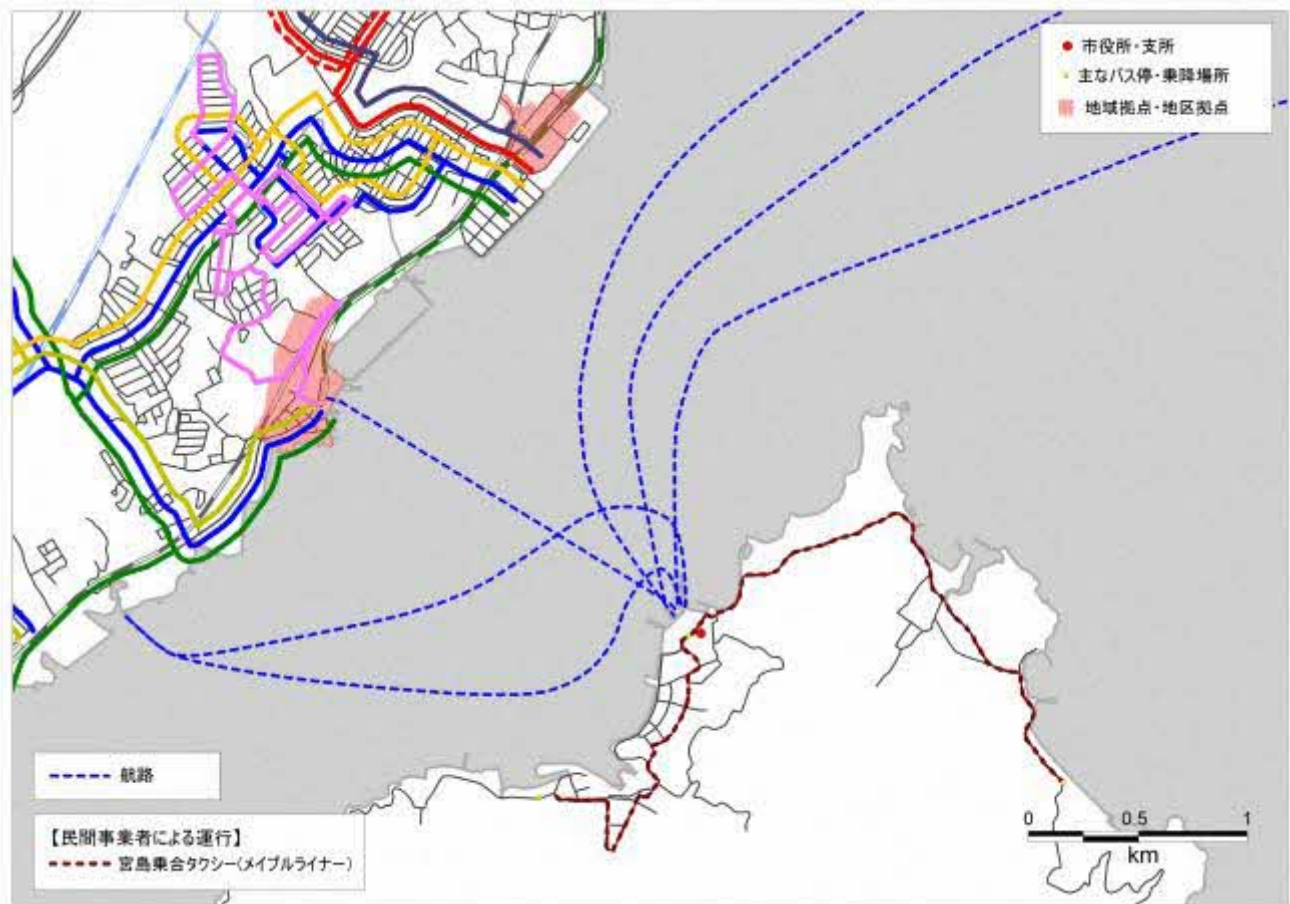 市役所・支所
主なバス停・乗降場所
地域拠点・地区拠点
航路
【民間事業者による運行】
宮島乗合タクシー(メイプルライナー)
0 0.5 1
km